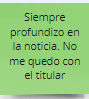 Siempre
profundizo en
la noticia. No
me quedo con
el titular